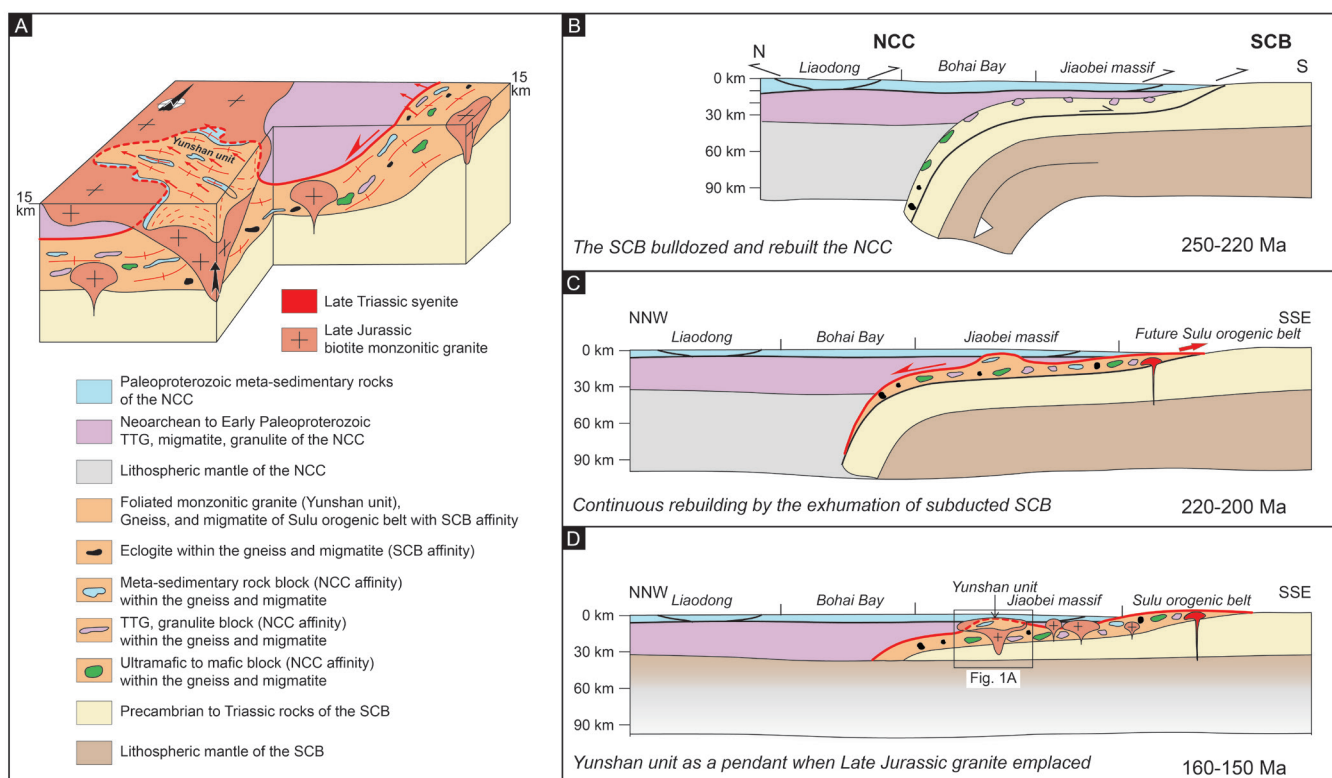 A
15
km
Yunshan unit
15
km
Late Triassic syenite
Late Jurassic
biotite monzonitic granite
Paleoproterozoic meta-sedimentary rocks
of the NCC
Neoarchean to Early Paleoproterozoic
TTG, migmatite, granulite of the NCC
Lithospheric mantle of the NCC
Foliated monzonitic granite (Yunshan unit),
Gneiss, and migmatite of Sulu orogenic belt with SCB affinity
Eclogite within the gneiss and migmatite (SCB affinity)
Meta-sedimentary rock block (NCC affinity)
within the gneiss and migmatite
TTG, granulite block (NCC affinity)
within the gneiss and migmatite
Ultramafic to mafic block (NCC affinity)
within the gneiss and migmatite
Precambrian to Triassic rocks of the SCB
Lithospheric mantle of the SCB
B
NCC SCB
N Liaodong Bohai Bay Jiaobei massif S
0 km
30 km
60 km
90 km
The SCB bulldozed and rebuilt the NCC 250-220 Ma
C
NNW SSE
Liaodong Bohai Bay Jiaobei massif Future Sulu orogenic belt
0 km
30 km
60 km
90 km
Continuous rebuilding by the exhumation of subducted SCB 220-200 Ma
D
Yunshan unit
NNW SSE
Liaodong Bohai Bay Jiaobei massif Sulu orogenic belt
0 km
30 km
Fig. 1A
60 km
90 km
Yunshan unit as a pendant when Late Jurassic granite emplaced 160-150 Ma